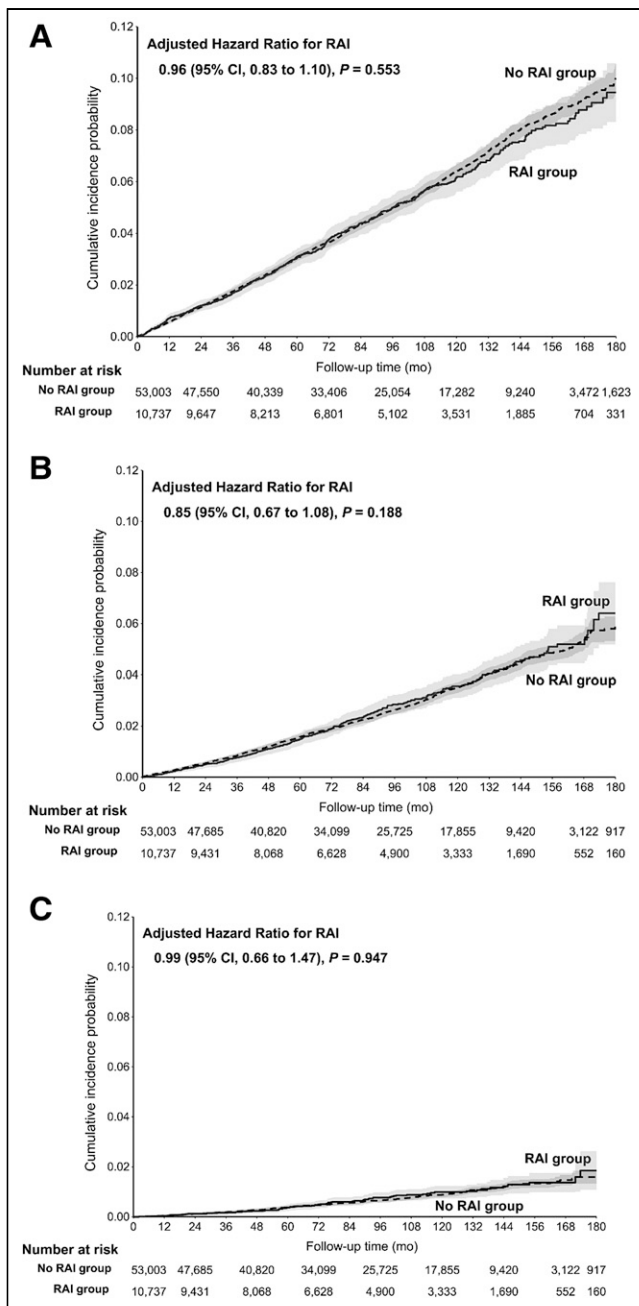 A
Adjusted Hazard Ratio for RAI
0.96 (95% CI, 0.83 to 1.10), P = 0.553
No RAI group
RAI group
Cumulative incidence probability
0.12
0.10
0.08
0.06
0.04
0.02
0.00
0 12 24 36 48 60 72 84 96 108 120 132 144 156 168 180
Follow-up time (mo)
Number at risk
No RAI group 53,003 47,550 40,339 33,406 25,054 17,282 9,240 3,472 1,623
RAI group 10,737 9,647 8,213 6,801 5,102 3,531 1,885 704 331
B
Adjusted Hazard Ratio for RAI
0.85 (95% CI, 0.67 to 1.08), P = 0.188
RAI group
No RAI group
Cumulative incidence probability
0.12
0.10
0.08
0.06
0.04
0.02
0.00
0 12 24 36 48 60 72 84 96 108 120 132 144 156 168 180
Follow-up time (mo)
Number at risk
No RAI group 53,003 47,685 40,820 34,099 25,725 17,855 9,420 3,122 917
RAI group 10,737 9,431 8,068 6,628 4,900 3,333 1,690 552 160
C
Adjusted Hazard Ratio for RAI
0.99 (95% CI, 0.66 to 1.47), P = 0.947
RAI group
No RAI group
Cumulative incidence probability
0.12
0.10
0.08
0.06
0.04
0.02
0.00
0 12 24 36 48 60 72 84 96 108 120 132 144 156 168 180
Follow-up time (mo)
Number at risk
No RAI group 53,003 47,685 40,820 34,099 25,725 17,855 9,420 3,122 917
RAI group 10,737 9,431 8,068 6,628 4,900 3,333 1,690 552 160